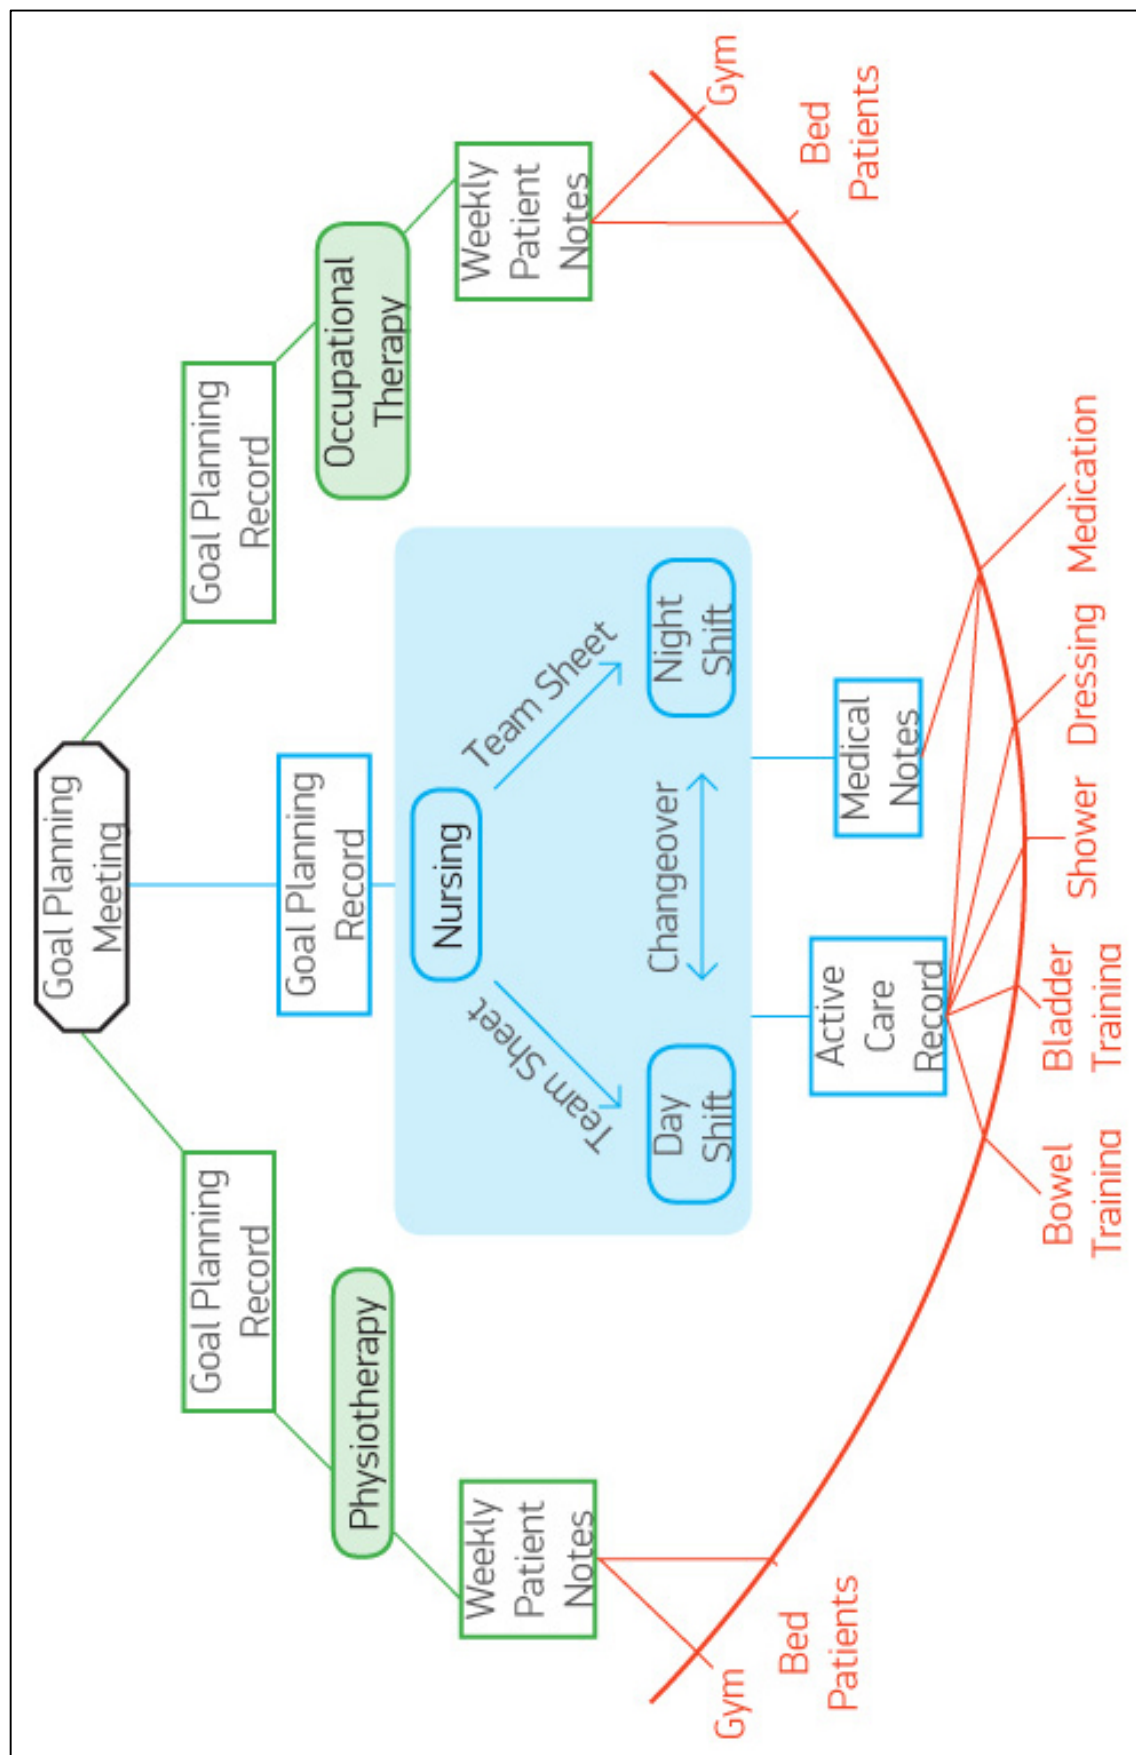 Goal Planning
Meeting
Goal Planning
Record
Goal Planning
Record
Goal Planning
Record
Physiotherapy
Nursing
Occupational
Therapy
Team Sheet
Team Sheet
Weekly
Patient
Notes
Weekly
Patient
Notes
Day
Shift
Changeover
Night
Shift
Active
Care
Record
Medical
Notes
Gym
Bed
Patients
Bowel
Training
Bladder
Training
Shower
Dressing
Medication
Bed
Patients
Gym